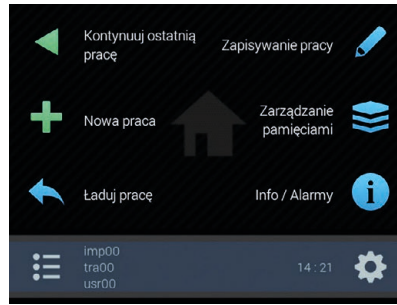 Kontynuuj ostatnią
pracę
Zapisywanie pracy
Nowa praca
Zarządzanie
pamięciami
Ładuj pracę
Info / Alarmy
imp00
tra00
14 : 21
usr00